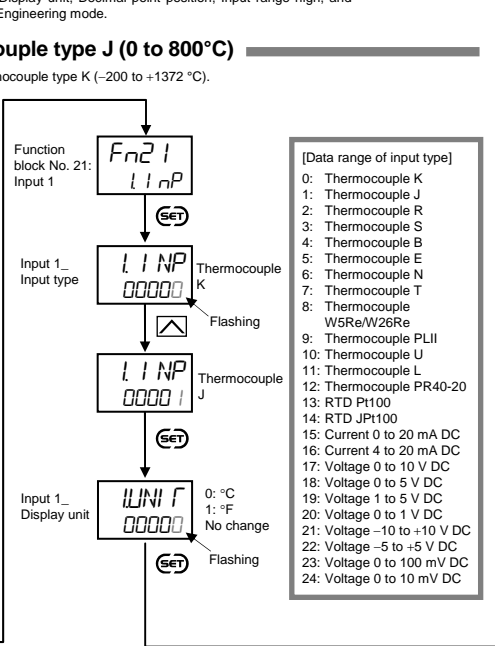 Display unit, Decimal point position, Input range high, and
Engineering mode.
ouple type J (0 to 800°C)
nocouple type K (−200 to +1372 °C).
Function
block No. 21:
Input 1
Fn21
1. InP
SET
Input 1_
Input type
1. INP
00000
Thermocouple
K
Flashing
1. INP
00001
Thermocouple
J
SET
Input 1_
Display unit
1.UNIT
00000
0: °C
1: °F
No change
Flashing
SET
[Data range of input type]
0: Thermocouple K
1: Thermocouple J
2: Thermocouple R
3: Thermocouple S
4: Thermocouple B
5: Thermocouple E
6: Thermocouple N
7: Thermocouple T
8: Thermocouple
W5Re/W26Re
9: Thermocouple PLII
10: Thermocouple U
11: Thermocouple L
12: Thermocouple PR40-20
13: RTD Pt100
14: RTD JPt100
15: Current 0 to 20 mA DC
16: Current 4 to 20 mA DC
17: Voltage 0 to 10 V DC
18: Voltage 0 to 5 V DC
19: Voltage 1 to 5 V DC
20: Voltage 0 to 1 V DC
21: Voltage −10 to +10 V DC
22: Voltage −5 to +5 V DC
23: Voltage 0 to 100 mV DC
24: Voltage 0 to 10 mV DC